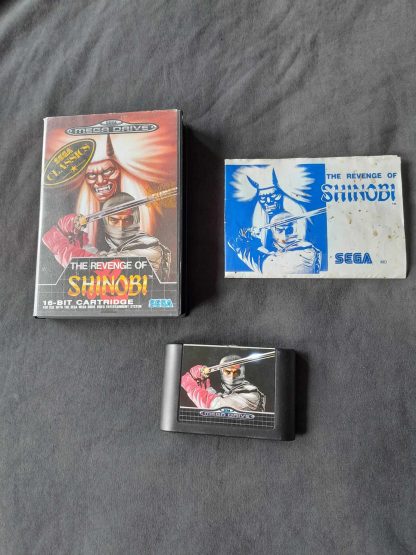 SEGA
MEGA DRIVE
SEGA
CLASSICS
THE REVENGE OF
SHINOBI
16-BIT CARTRIDGE
SEGA
THE REVENGE OF
SHINOBI
SEGA
MEGA DRIVE